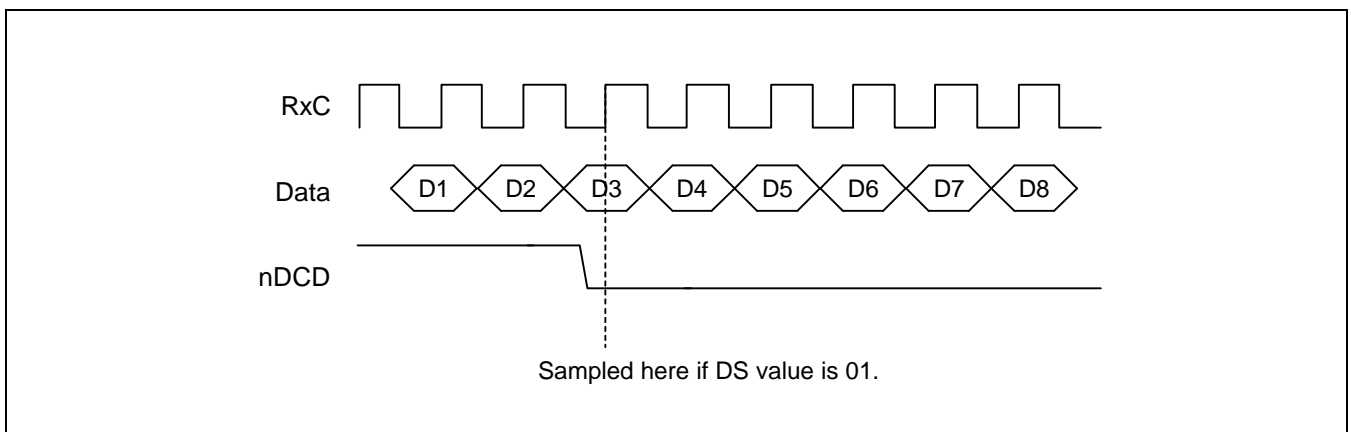 RxC
Data
D1 D2 D3 D4 D5 D6 D7 D8
nDCD
Sampled here if DS value is 01.